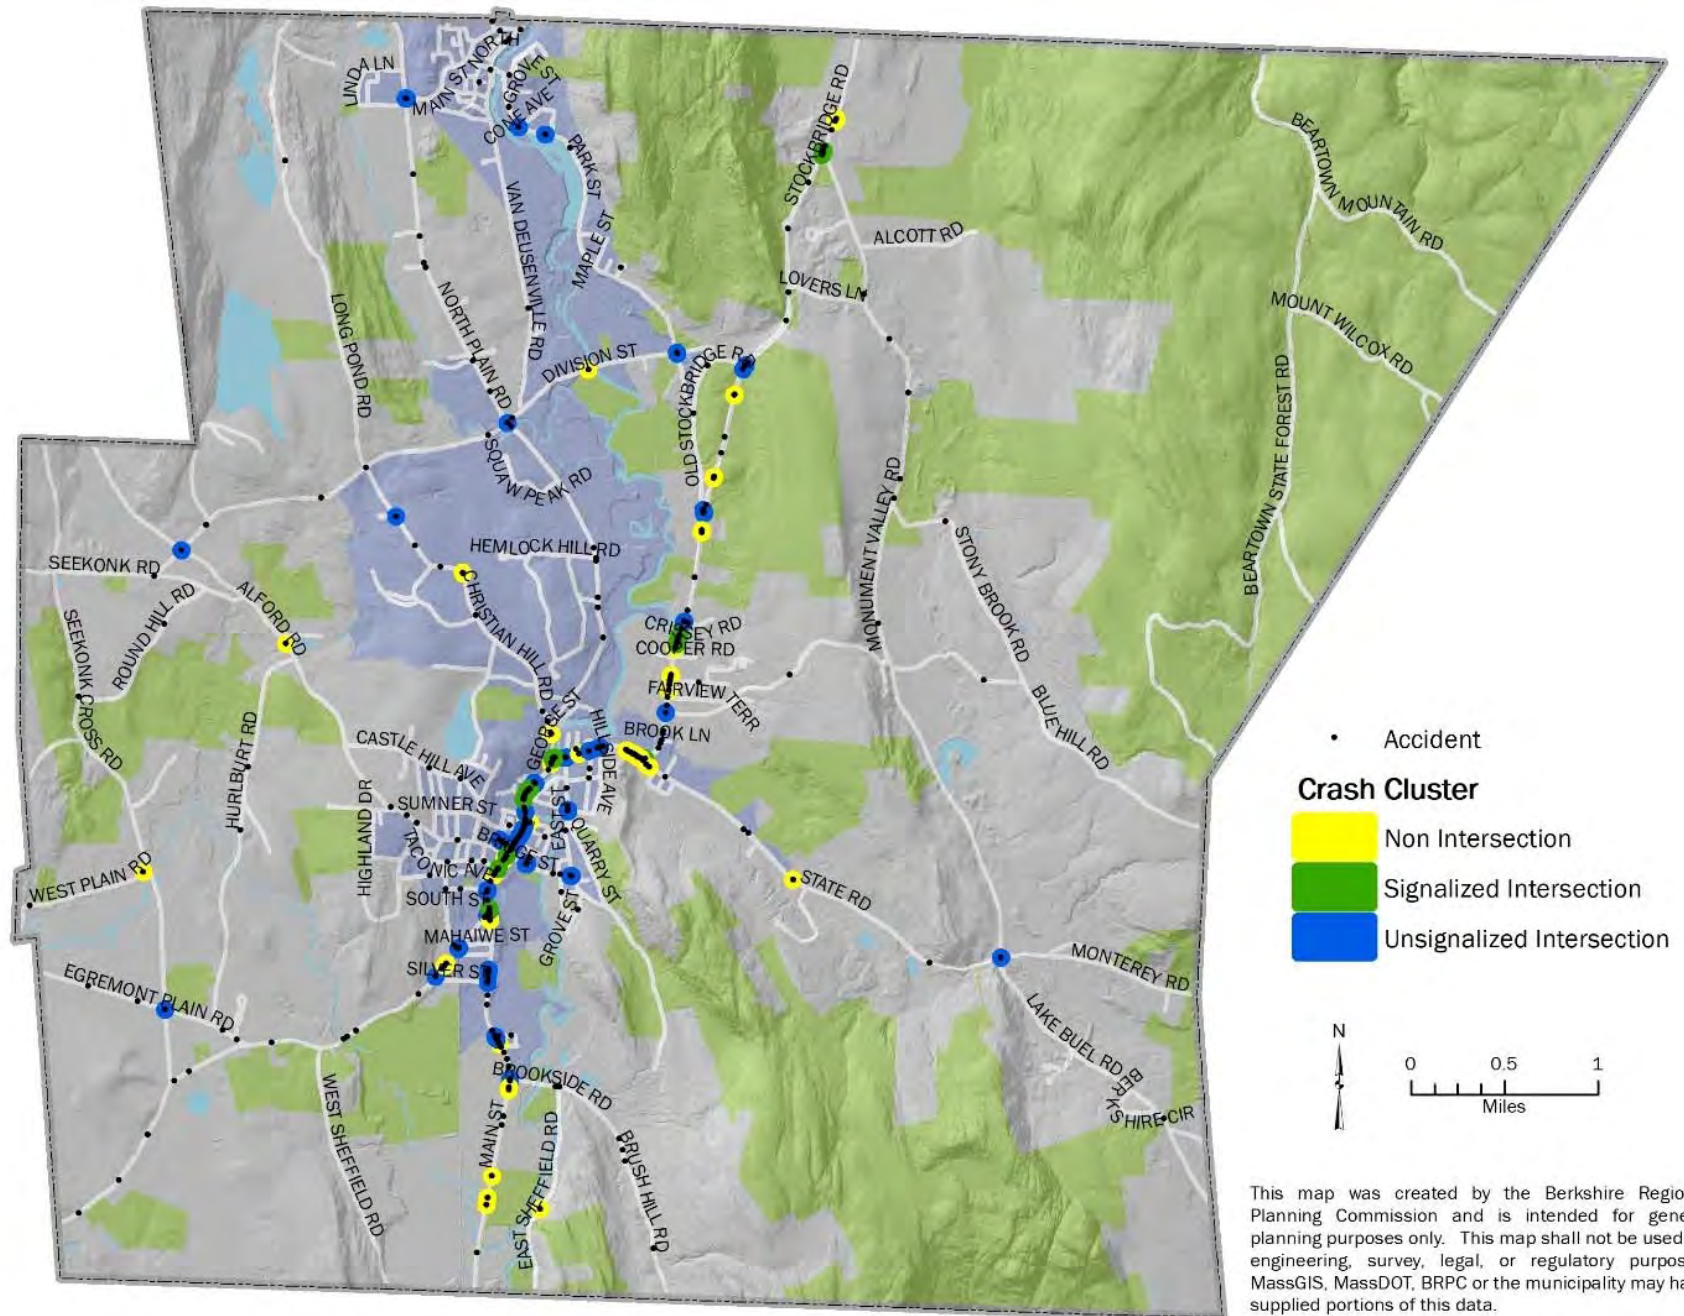 LINDA LN
MAIN ST NORTH
GROVE ST
CONE AVE
PARK ST
VAN DEUSENVILLE RD
MAPLE ST
STOCKBRIDGE RD
ALCOTT RD
LOVERS LN
BEARTOWN MOUNTAIN RD
MOUNT WILCOX RD
LONG POND RD
NORTH PLAIN RD
DIVISION ST
OLD STOCKBRIDGE RD
BEARTOWN STATE FOREST RD
SQUAW PEAK RD
MONUMENT VALLEY RD
HEMLOCK HILL RD
STONY BROOK RD
SEEKONK RD
ROUND HILL RD
ALFORD RD
CHRISTIAN HILL RD
CRISSEY RD
COOPER RD
SEEKONK CROSS RD
FAIRVIEW TERR
BLUE HILL RD
GEORGE ST
HILLSIDE AVE
BROOK LN
HURLBURT RD
CASTLE HILL AVE
HIGHLAND DR
SUMNER ST
EAST ST
TACONIC AVE
BRIDGE ST
QUARRY ST
WEST PLAIN RD
SOUTH ST
STATE RD
GROVE ST
MAHAIWE ST
SILVER ST
MONTEREY RD
EGREMONT PLAIN RD
LAKE BUEL RD
BERKSHIRE CIR
BROOKSIDE RD
MAIN ST
WEST SHEFFIELD RD
EAST SHEFFIELD RD
BRUSH HILL RD
Accident
Crash Cluster
Non Intersection
Signalized Intersection
Unsignalized Intersection
N
0 0.5 1
Miles
This map was created by the Berkshire Regio
Planning Commission and is intended for gene
planning purposes only. This map shall not be used
engineering, survey, legal, or regulatory purpos
MassGIS, MassDOT, BRPC or the municipality may ha
supplied portions of this data.